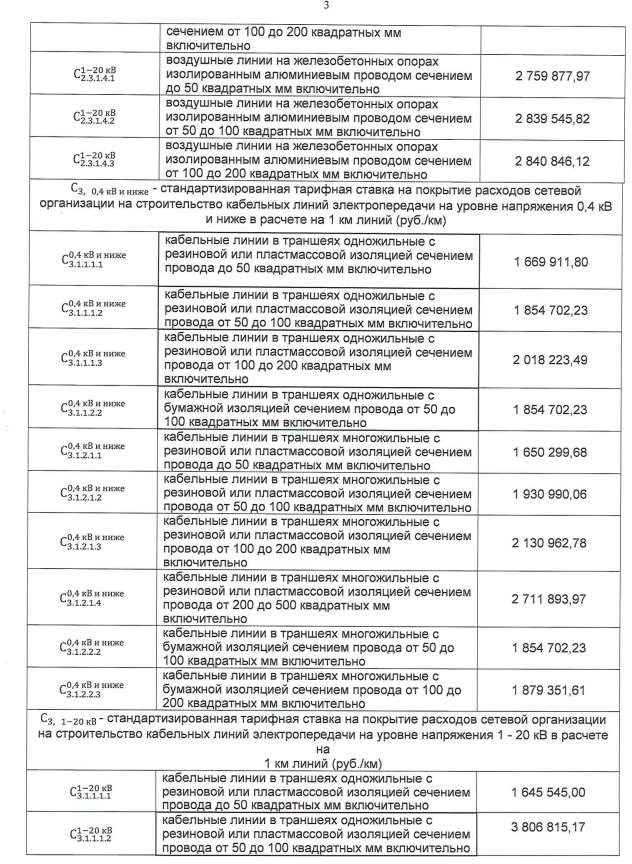 3
сечением от 100 до 200 квадратных мм
включительно
С 1–20 кВ 2.3.1.4.1
воздушные линии на железобетонных опорах
изолированным алюминиевым проводом сечением
до 50 квадратных мм включительно
2 759 877,97
С 1–20 кВ 2.3.1.4.2
воздушные линии на железобетонных опорах
изолированным алюминиевым проводом сечением
от 50 до 100 квадратных мм включительно
2 839 545,82
С 1–20 кВ 2.3.1.4.3
воздушные линии на железобетонных опорах
изолированным алюминиевым проводом сечением
от 100 до 200 квадратных мм включительно
2 840 846,12
С3, 0,4 кВ и ниже - стандартизированная тарифная ставка на покрытие расходов сетевой
организации на строительство кабельных линий электропередачи на уровне напряжения 0,4 кВ
и ниже в расчете на 1 км линий (руб./км)
С 0,4 кВ и ниже 3.1.1.1.1
кабельные линии в траншеях одножильные с
резиновой или пластмассовой изоляцией сечением
провода до 50 квадратных мм включительно
1 669 911,80
С 0,4 кВ и ниже 3.1.1.1.2
кабельные линии в траншеях одножильные с
резиновой или пластмассовой изоляцией сечением
провода от 50 до 100 квадратных мм включительно
1 854 702,23
С 0,4 кВ и ниже 3.1.1.1.3
кабельные линии в траншеях одножильные с
резиновой или пластмассовой изоляцией сечением
провода от 100 до 200 квадратных мм
включительно
2 018 223,49
С 0,4 кВ и ниже 3.1.1.2.2
кабельные линии в траншеях одножильные с
бумажной изоляцией сечением провода от 50 до
100 квадратных мм включительно
1 854 702,23
С 0,4 кВ и ниже 3.1.2.1.1
кабельные линии в траншеях многожильные с
резиновой или пластмассовой изоляцией сечением
провода до 50 квадратных мм включительно
1 650 299,68
С 0,4 кВ и ниже 3.1.2.1.2
кабельные линии в траншеях многожильные с
резиновой или пластмассовой изоляцией сечением
провода от 50 до 100 квадратных мм включительно
1 930 990,06
С 0,4 кВ и ниже 3.1.2.1.3
кабельные линии в траншеях многожильные с
резиновой или пластмассовой изоляцией сечением
провода от 100 до 200 квадратных мм
включительно
2 130 962,78
С 0,4 кВ и ниже 3.1.2.1.4
кабельные линии в траншеях многожильные с
резиновой или пластмассовой изоляцией сечением
провода от 200 до 500 квадратных мм
включительно
2 711 893,97
С 0,4 кВ и ниже 3.1.2.2.2
кабельные линии в траншеях многожильные с
бумажной изоляцией сечением провода от 50 до
100 квадратных мм включительно
1 854 702,23
С 0,4 кВ и ниже 3.1.2.2.3
кабельные линии в траншеях многожильные с
бумажной изоляцией сечением провода от 100 до
200 квадратных мм включительно
1 879 351,61
С3, 1–20 кВ - стандартизированная тарифная ставка на покрытие расходов сетевой организации
на строительство кабельных линий электропередачи на уровне напряжения 1 - 20 кВ в расчете
на
1 км линий (руб./км)
С 1–20 кВ 3.1.1.1.1
кабельные линии в траншеях одножильные с
резиновой или пластмассовой изоляцией сечением
провода до 50 квадратных мм включительно
1 645 545,00
С 1–20 кВ 3.1.1.1.2
кабельные линии в траншеях одножильные с
резиновой или пластмассовой изоляцией сечением
провода от 50 до 100 квадратных мм включительно
3 806 815,17